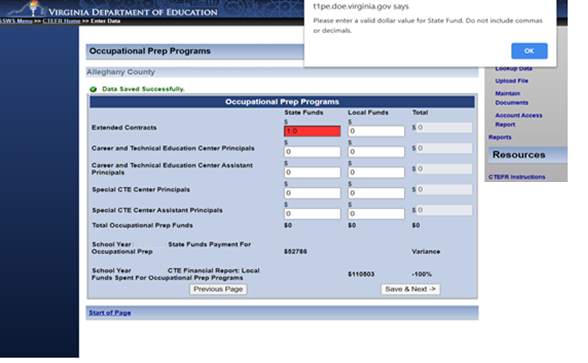 VIRGINIA DEPARTMENT OF EDUCATION
SSWS Menu >> CTEFR Home >> Enter Data
t1pe.doe.virginia.gov says
Please enter a valid dollar value for State Fund. Do not include commas
or decimals.
OK
Occupational Prep Programs
Alleghany County
Data Saved Successfully.
Occupational Prep Programs
State Funds Local Funds Total
Extended Contracts $ 1.0 $ 0 $ 0
Career and Technical Education Center Principals $ 0 $ 0 $ 0
Career and Technical Education Center Assistant
Principals $ 0 $ 0 $ 0
Special CTE Center Principals $ 0 $ 0 $ 0
Special CTE Center Assistant Principals $ 0 $ 0 $ 0
Total Occupational Prep Funds $0 $0 $0
School Year State Funds Payment For
Occupational Prep $52786 Variance
School Year CTE Financial Report: Local
Funds Spent For Occupational Prep Programs $110503 -100%
Previous Page Save & Next ->
Start of Page
Lookup Data
Upload File
Maintain
Documents
Account Access
Report
Reports
Resources
CTEFR Instructions